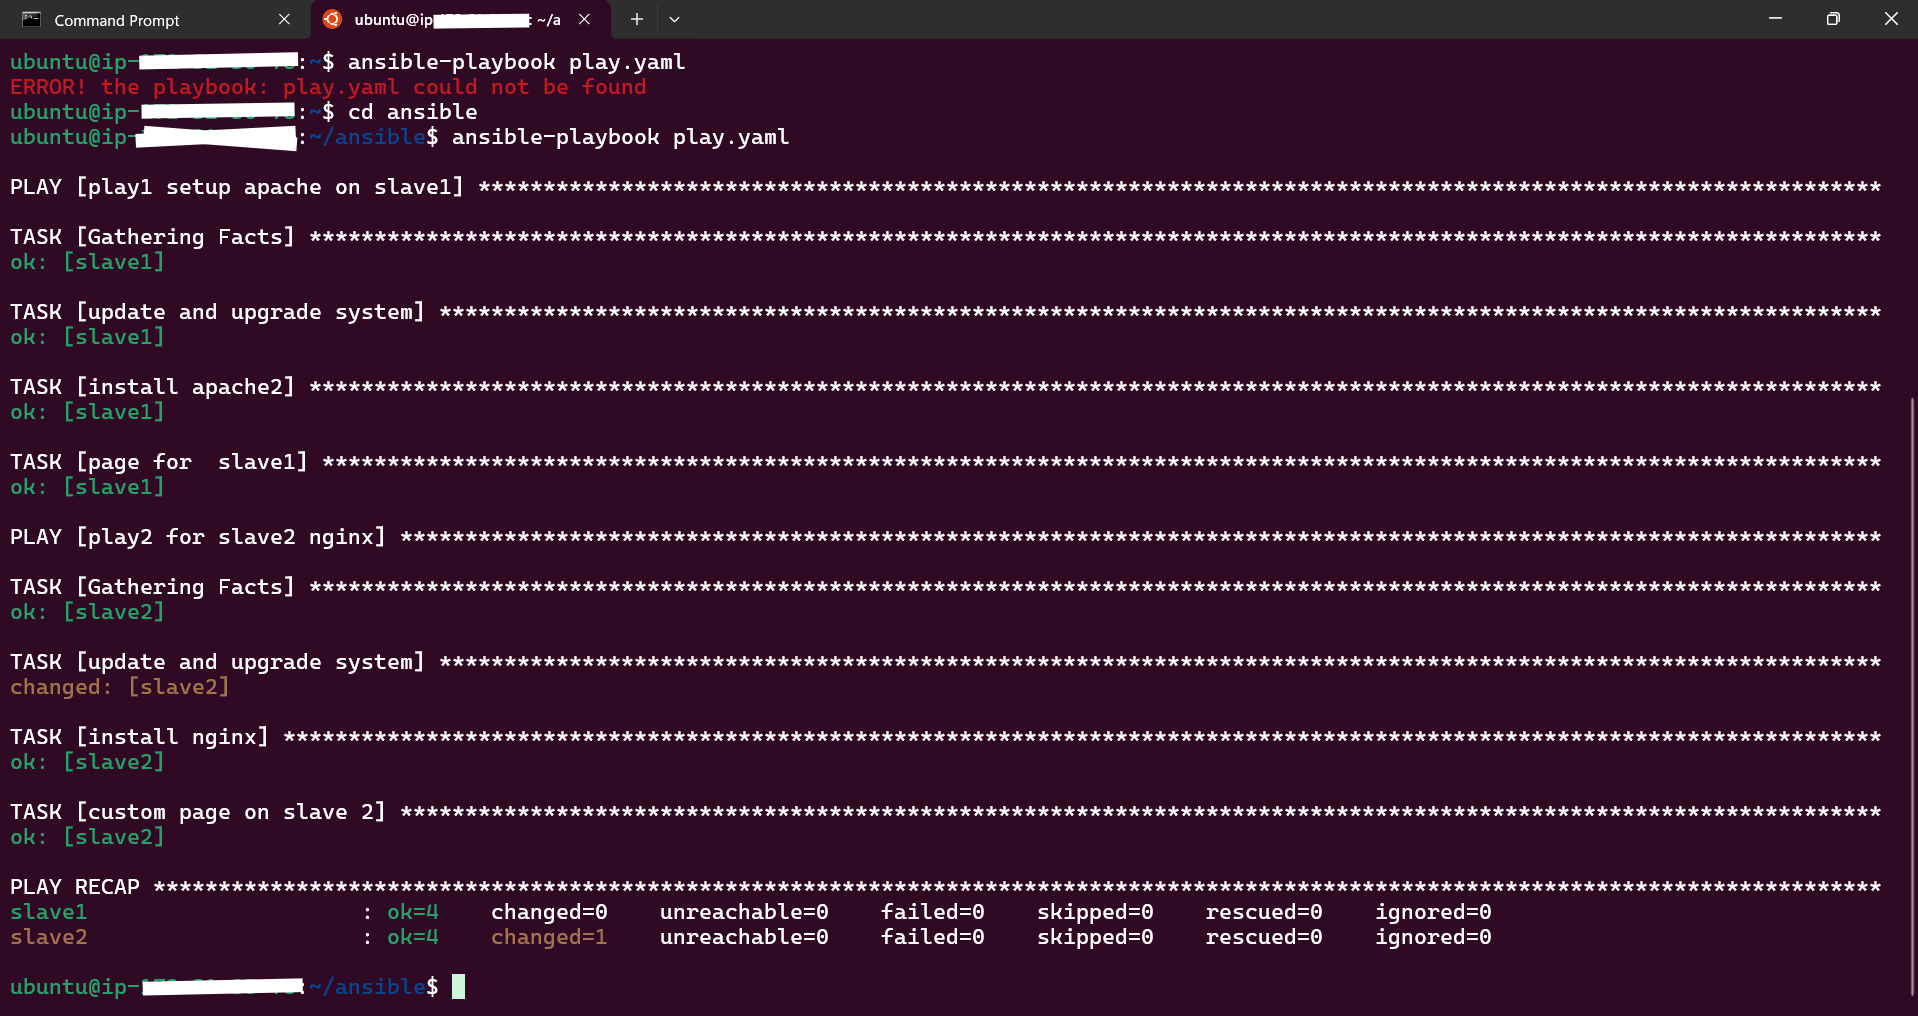 Command Prompt
ubuntu@ip : ~/a
ubuntu@ip- :~$ ansible-playbook play.yaml
ERROR! the playbook: play.yaml could not be found
ubuntu@ip- :~$ cd ansible
ubuntu@ip- :~/ansible$ ansible-playbook play.yaml
PLAY [play1 setup apache on slave1] ************************************************************************************************************
TASK [Gathering Facts] *************************************************************************************************************************
ok: [slave1]
TASK [update and upgrade system] ***************************************************************************************************************
ok: [slave1]
TASK [install apache2] *************************************************************************************************************************
ok: [slave1]
TASK [page for  slave1] ************************************************************************************************************************
ok: [slave1]
PLAY [play2 for slave2 nginx] ******************************************************************************************************************
TASK [Gathering Facts] *************************************************************************************************************************
ok: [slave2]
TASK [update and upgrade system] ***************************************************************************************************************
changed: [slave2]
TASK [install nginx] ***************************************************************************************************************************
ok: [slave2]
TASK [custom page on slave 2] ******************************************************************************************************************
ok: [slave2]
PLAY RECAP *************************************************************************************************************************************
slave1                     : ok=4    changed=0    unreachable=0    failed=0    skipped=0    rescued=0    ignored=0
slave2                     : ok=4    changed=1    unreachable=0    failed=0    skipped=0    rescued=0    ignored=0
ubuntu@ip- :~/ansible$